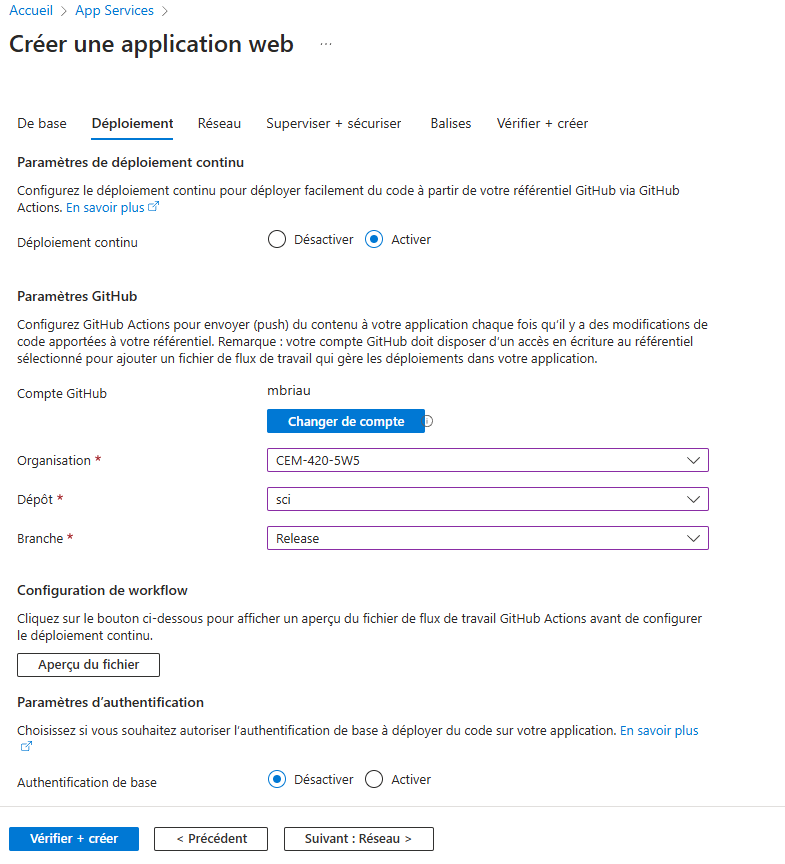 Accueil > App Services >
Créer une application web ...
De base Déploiement Réseau Superviser + sécuriser Balises Vérifier + créer
Paramètres de déploiement continu
Configurez le déploiement continu pour déployer facilement du code à partir de votre référentiel GitHub via GitHub
Actions. En savoir plus
Déploiement continu Désactiver Activer
Paramètres GitHub
Configurez GitHub Actions pour envoyer (push) du contenu à votre application chaque fois qu'il y a des modifications de
code apportées à votre référentiel. Remarque : votre compte GitHub doit disposer d'un accès en écriture au référentiel
sélectionné pour ajouter un fichier de flux de travail qui gère les déploiements dans votre application.
Compte GitHub mbriau
Changer de compte
Organisation * CEM-420-5W5
Dépôt * sci
Branche * Release
Configuration de workflow
Cliquez sur le bouton ci-dessous pour afficher un aperçu du fichier de flux de travail GitHub Actions avant de configurer
le déploiement continu.
Aperçu du fichier
Paramètres d'authentification
Choisissez si vous souhaitez autoriser l'authentification de base à déployer du code sur votre application. En savoir plus
Authentification de base Désactiver Activer
Vérifier + créer < Précédent Suivant : Réseau >